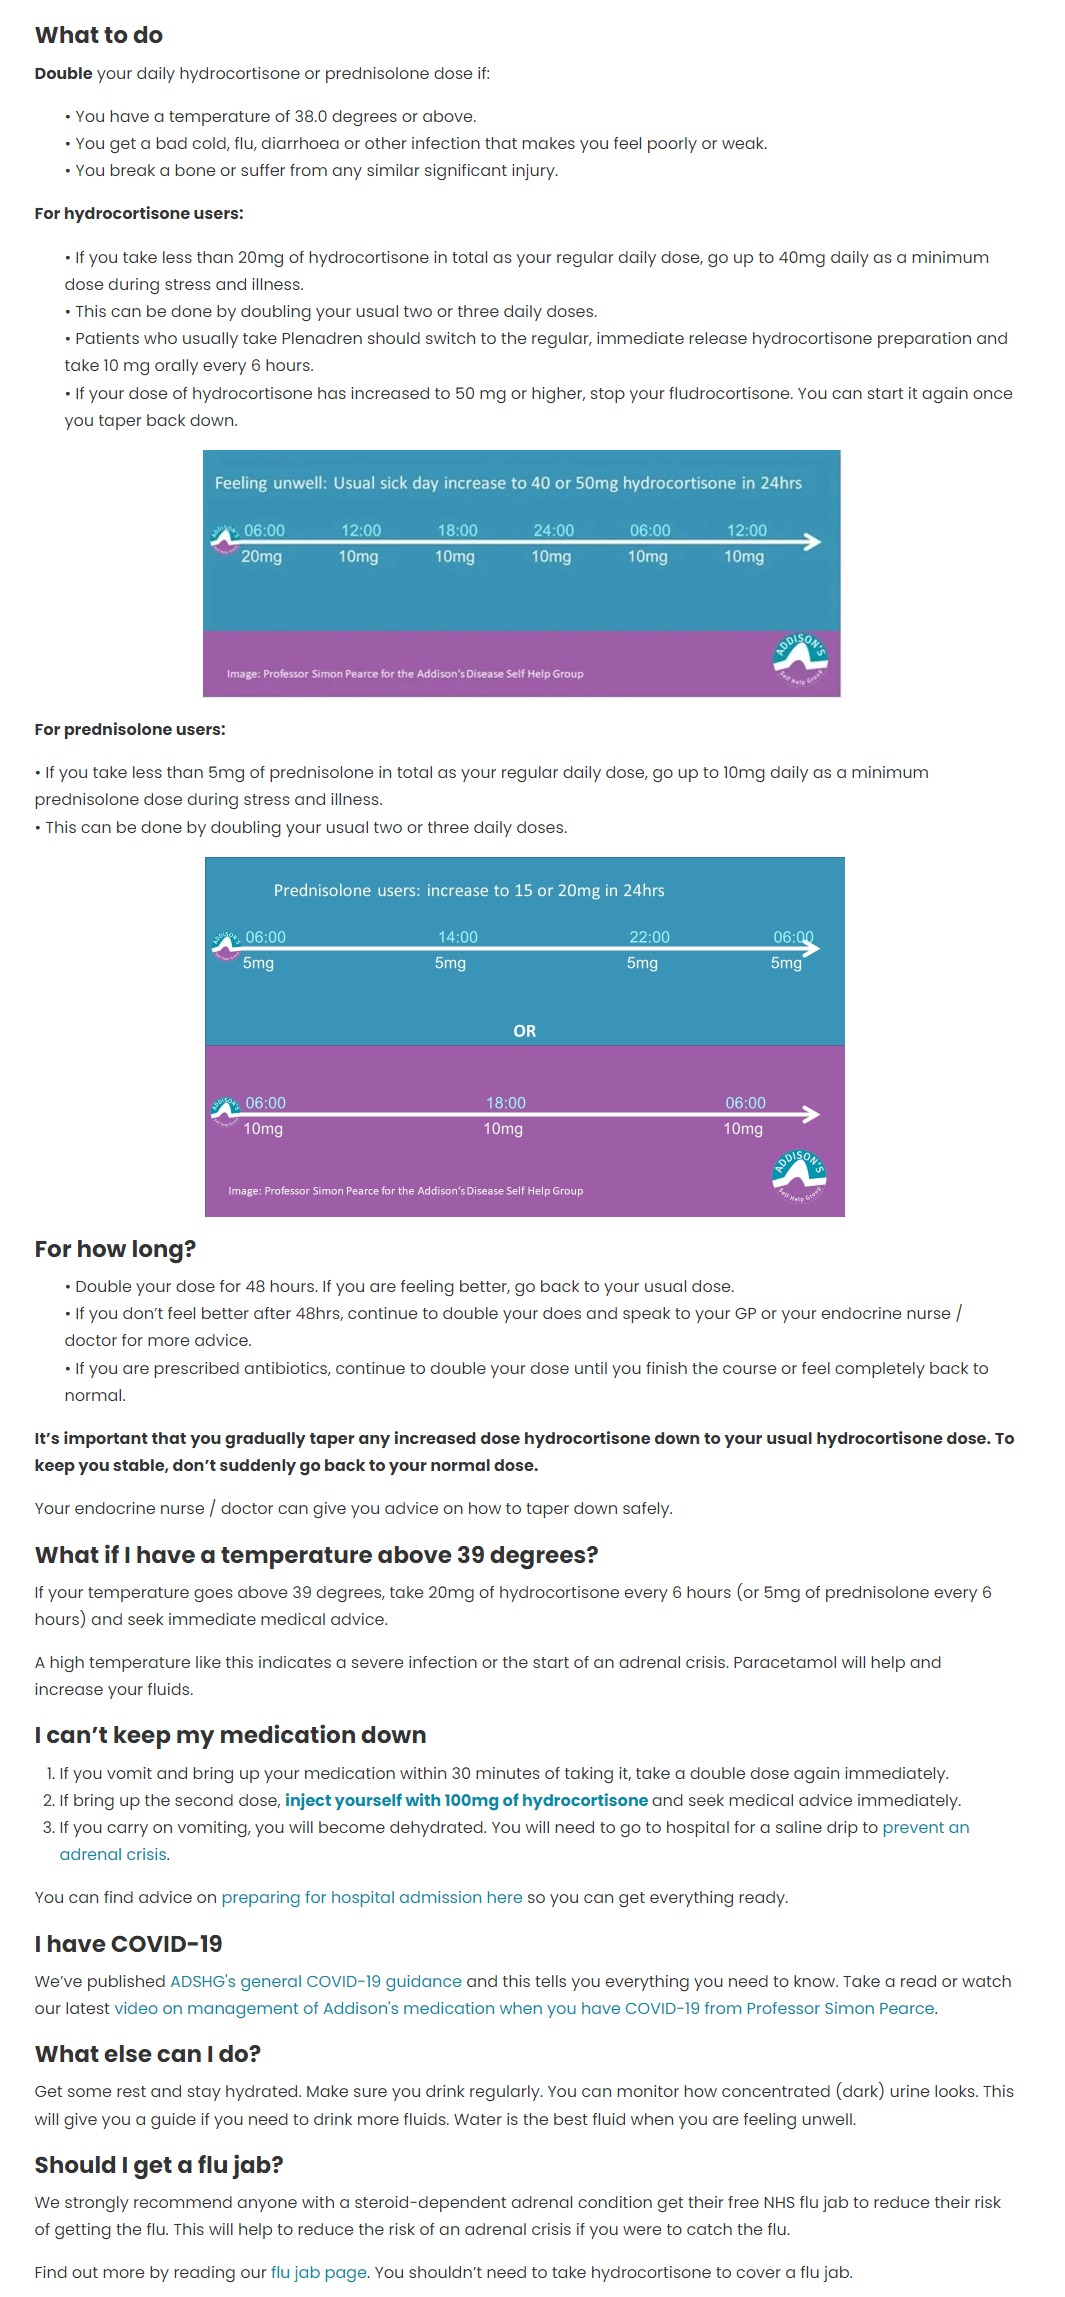 What to do
Double your daily hydrocortisone or prednisolone dose if:
• You have a temperature of 38.0 degrees or above.
• You get a bad cold, flu, diarrhoea or other infection that makes you feel poorly or weak.
• You break a bone or suffer from any similar significant injury.
For hydrocortisone users:
• If you take less than 20mg of hydrocortisone in total as your regular daily dose, go up to 40mg daily as a minimum
dose during stress and illness.
• This can be done by doubling your usual two or three daily doses.
• Patients who usually take Plenadren should switch to the regular, immediate release hydrocortisone preparation and
take 10 mg orally every 6 hours.
• If your dose of hydrocortisone has increased to 50 mg or higher, stop your fludrocortisone. You can start it again once
you taper back down.
Feeling unwell: Usual sick day increase to 40 or 50mg hydrocortisone in 24hrs
06:00 12:00 18:00 24:00 06:00 12:00
20mg 10mg 10mg 10mg 10mg 10mg
ADDISON'S
Self Help Group
Image: Professor Simon Pearce for the Addison's Disease Self Help Group
For prednisolone users:
• If you take less than 5mg of prednisolone in total as your regular daily dose, go up to 10mg daily as a minimum
prednisolone dose during stress and illness.
• This can be done by doubling your usual two or three daily doses.
Prednisolone users: increase to 15 or 20mg in 24hrs
06:00 14:00 22:00 06:00
5mg 5mg 5mg 5mg
OR
06:00 18:00 06:00
10mg 10mg 10mg
ADDISON'S
Self Help Group
Image: Professor Simon Pearce for the Addison's Disease Self Help Group
For how long?
• Double your dose for 48 hours. If you are feeling better, go back to your usual dose.
• If you don't feel better after 48hrs, continue to double your does and speak to your GP or your endocrine nurse /
doctor for more advice.
• If you are prescribed antibiotics, continue to double your dose until you finish the course or feel completely back to
normal.
It's important that you gradually taper any increased dose hydrocortisone down to your usual hydrocortisone dose. To
keep you stable, don't suddenly go back to your normal dose.
Your endocrine nurse / doctor can give you advice on how to taper down safely.
What if I have a temperature above 39 degrees?
If your temperature goes above 39 degrees, take 20mg of hydrocortisone every 6 hours (or 5mg of prednisolone every 6
hours) and seek immediate medical advice.
A high temperature like this indicates a severe infection or the start of an adrenal crisis. Paracetamol will help and
increase your fluids.
I can't keep my medication down
1. If you vomit and bring up your medication within 30 minutes of taking it, take a double dose again immediately.
2. If bring up the second dose, inject yourself with 100mg of hydrocortisone and seek medical advice immediately.
3. If you carry on vomiting, you will become dehydrated. You will need to go to hospital for a saline drip to prevent an
adrenal crisis.
You can find advice on preparing for hospital admission here so you can get everything ready.
I have COVID-19
We've published ADSHG's general COVID-19 guidance and this tells you everything you need to know. Take a read or watch
our latest video on management of Addison's medication when you have COVID-19 from Professor Simon Pearce.
What else can I do?
Get some rest and stay hydrated. Make sure you drink regularly. You can monitor how concentrated (dark) urine looks. This
will give you a guide if you need to drink more fluids. Water is the best fluid when you are feeling unwell.
Should I get a flu jab?
We strongly recommend anyone with a steroid-dependent adrenal condition get their free NHS flu jab to reduce their risk
of getting the flu. This will help to reduce the risk of an adrenal crisis if you were to catch the flu.
Find out more by reading our flu jab page. You shouldn't need to take hydrocortisone to cover a flu jab.